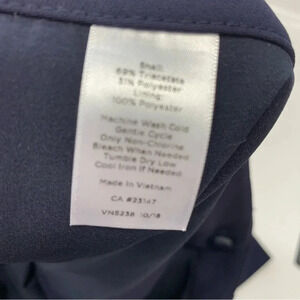 Shell:
69% Triacetate
31% Polyester
Lining:
100% Polyester
Machine Wash Cold
Gentle Cycle
Only Non-Chlorine
Bleach When Needed
Tumble Dry Low
Cool Iron If Needed
Made in Vietnam
CA #23147
VN5238 10/18